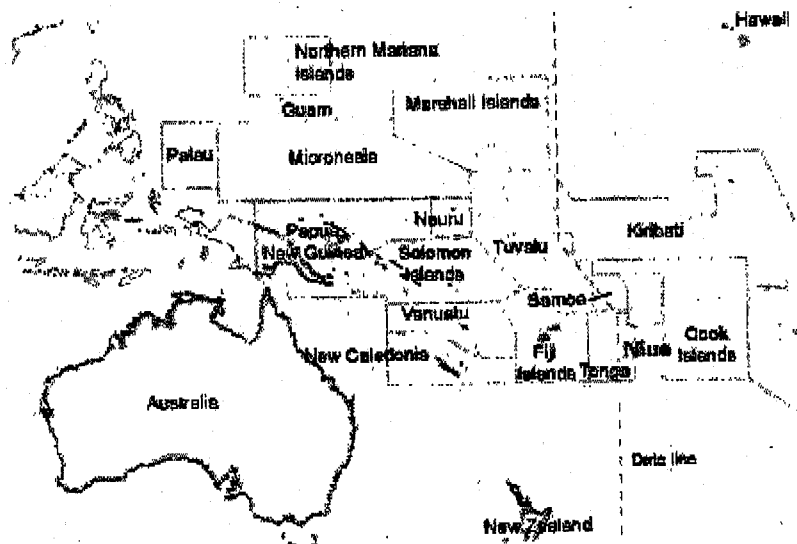 Hawaii
Northern Mariana
Islands
Guam
Marshall Islands
Palau
Micronesia
Nauru
Papua
New Guinea
Solomon
Islands
Tuvalu
Kiribati
Samoa
Vanuatu
New Caledonia
Fiji
Islands
Tonga
Niue
Cook
Islands
Australia
Date line
New Zealand